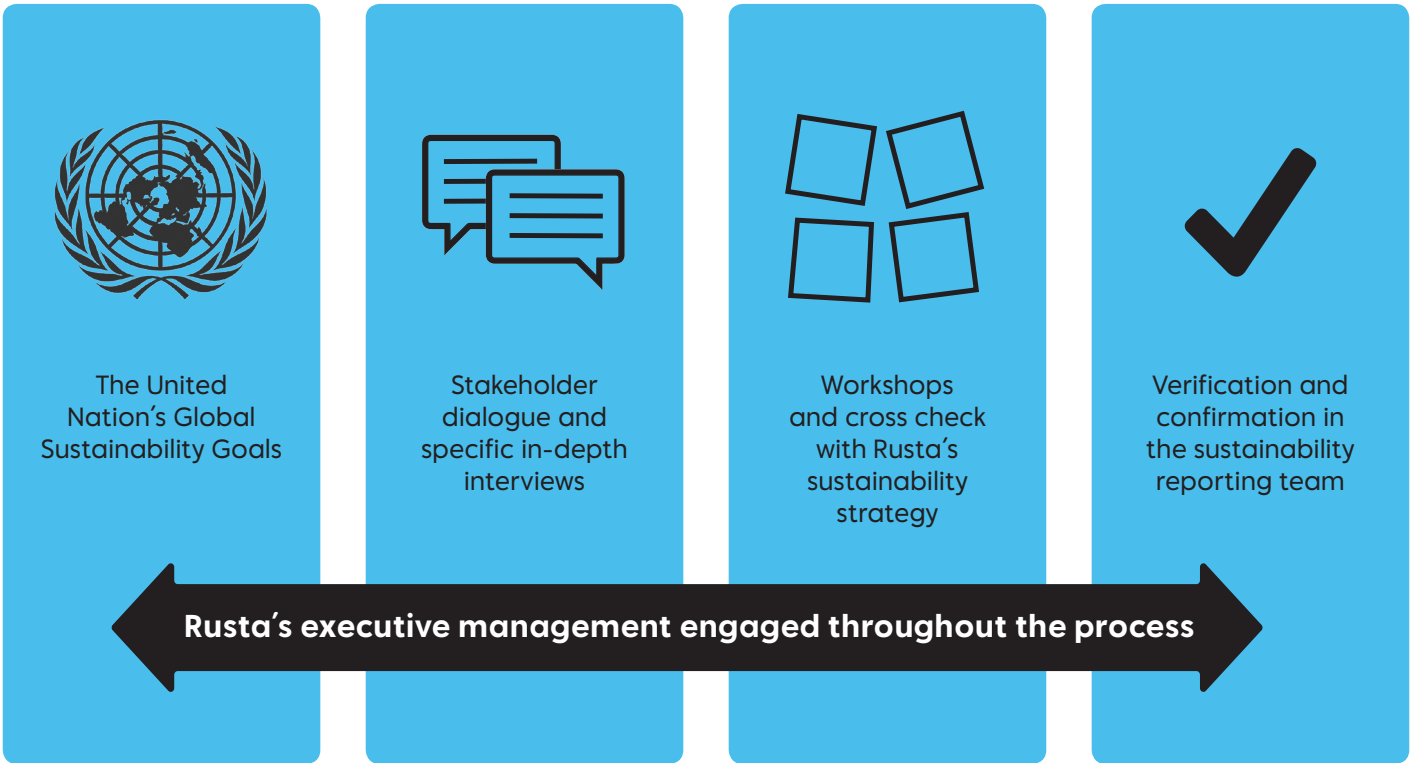 The United
Nation´s Global
Sustainability Goals
Stakeholder
dialogue and
specific in-depth
interviews
Workshops
and cross check
with Rusta´s
sustainability
strategy
Verification and
confirmation in
the sustainability
reporting team
Rusta´s executive management engaged throughout the process